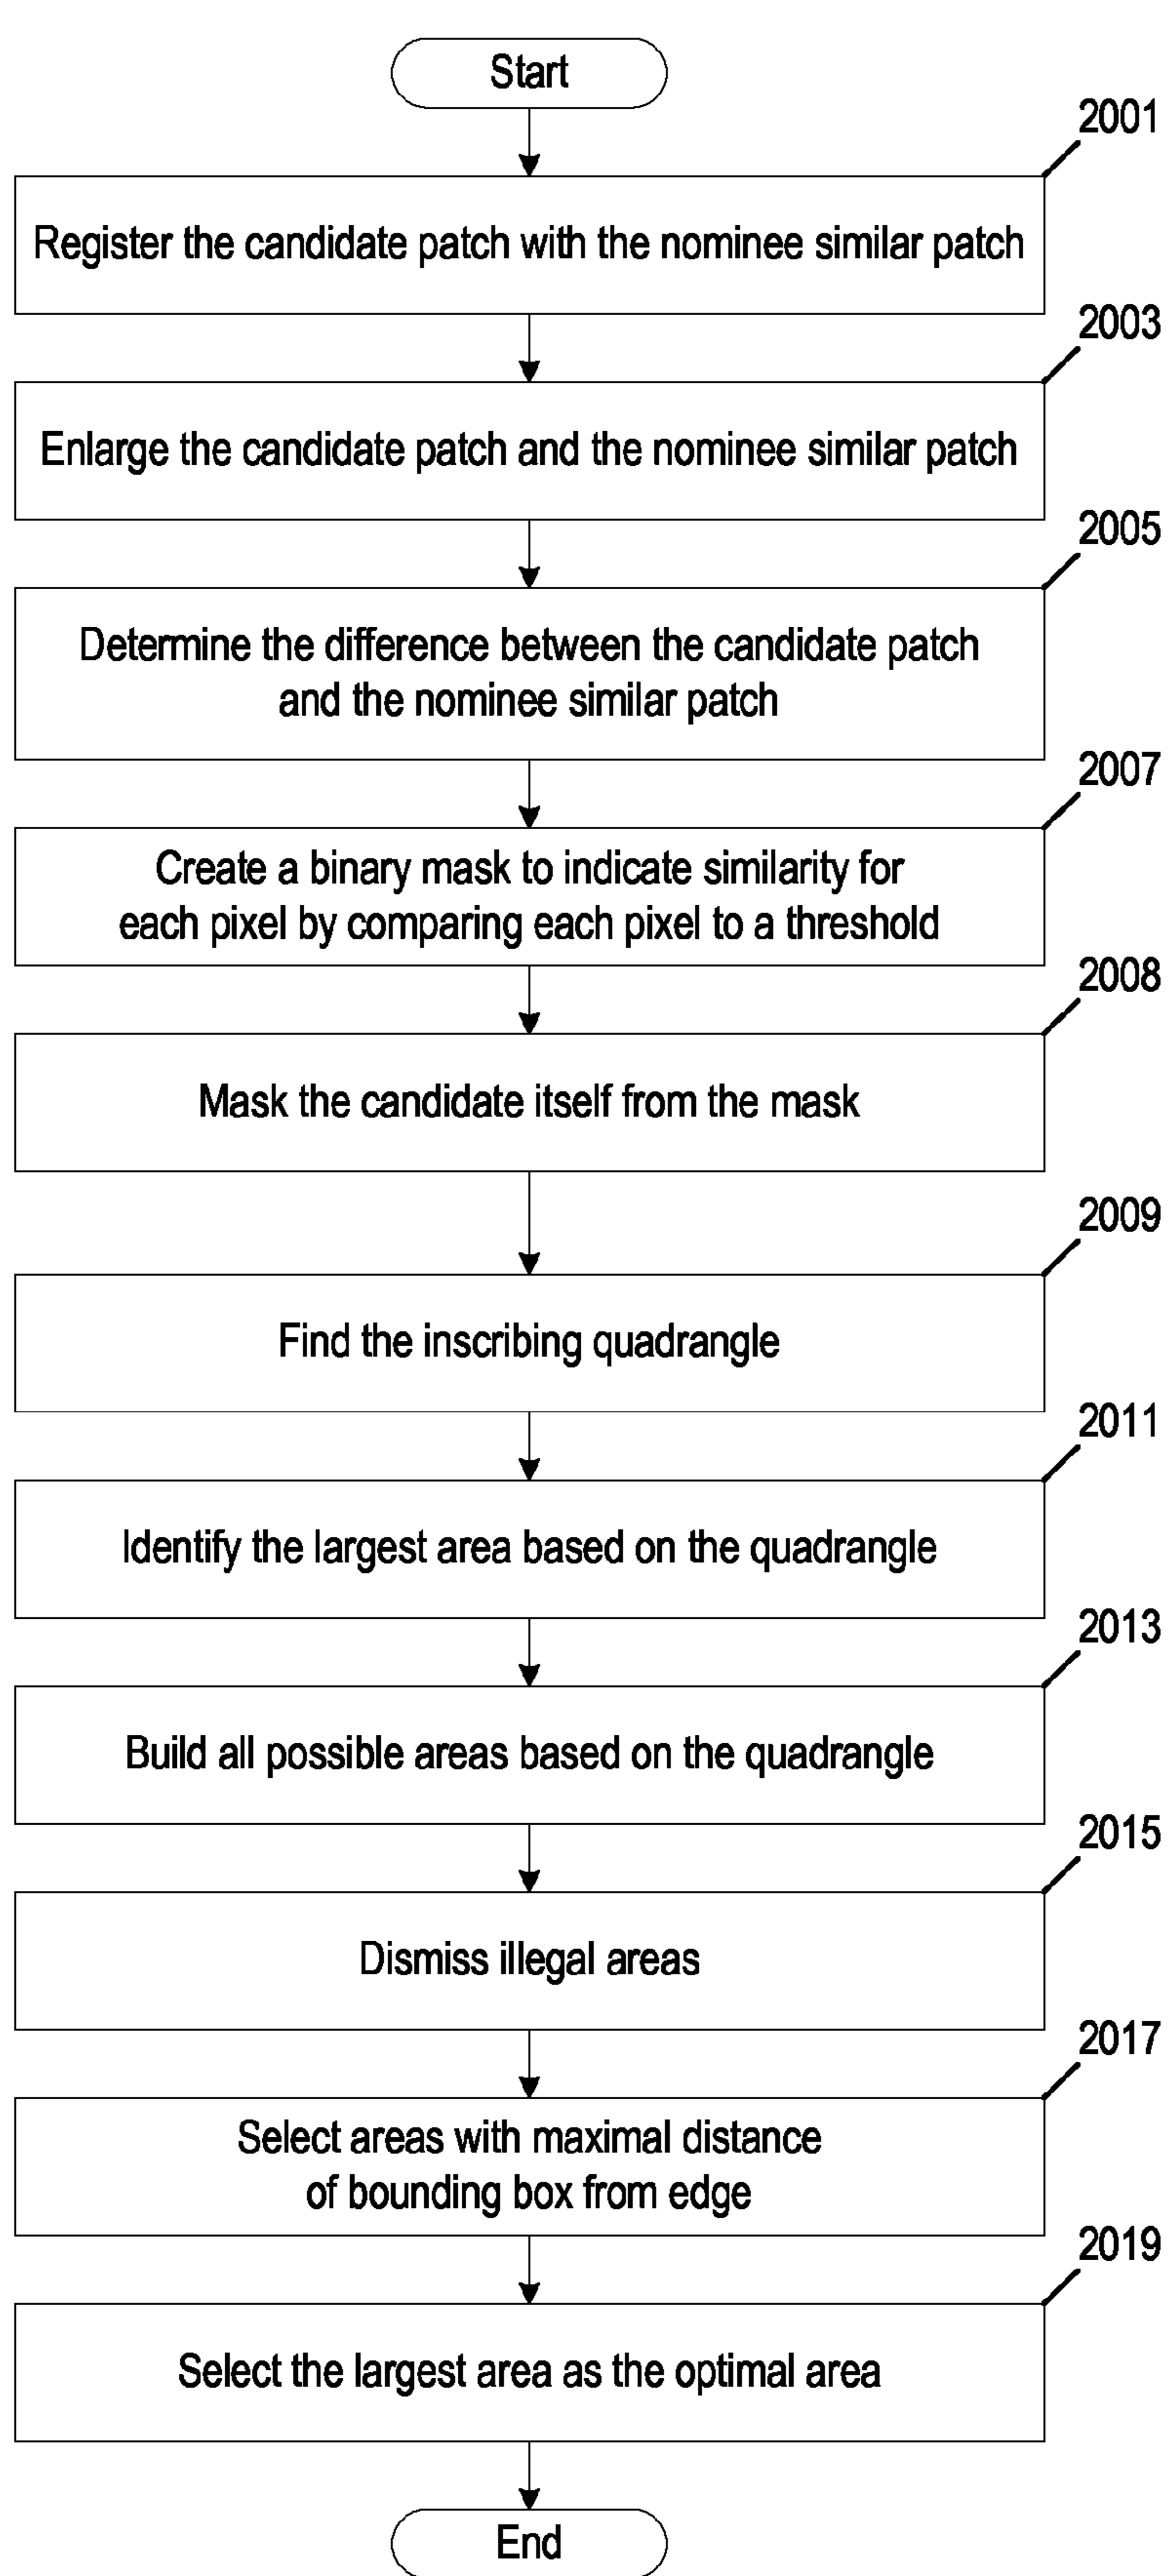 Start
2001
Register the candidate patch with the nominee similar patch
2003
Enlarge the candidate patch and the nominee similar patch
2005
Determine the difference between the candidate patch
and the nominee similar patch
2007
Create a binary mask to indicate similarity for
each pixel by comparing each pixel to a threshold
2008
Mask the candidate itself from the mask
2009
Find the inscribing quadrangle
2011
Identify the largest area based on the quadrangle
2013
Build all possible areas based on the quadrangle
2015
Dismiss illegal areas
2017
Select areas with maximal distance
of bounding box from edge
2019
Select the largest area as the optimal area
End